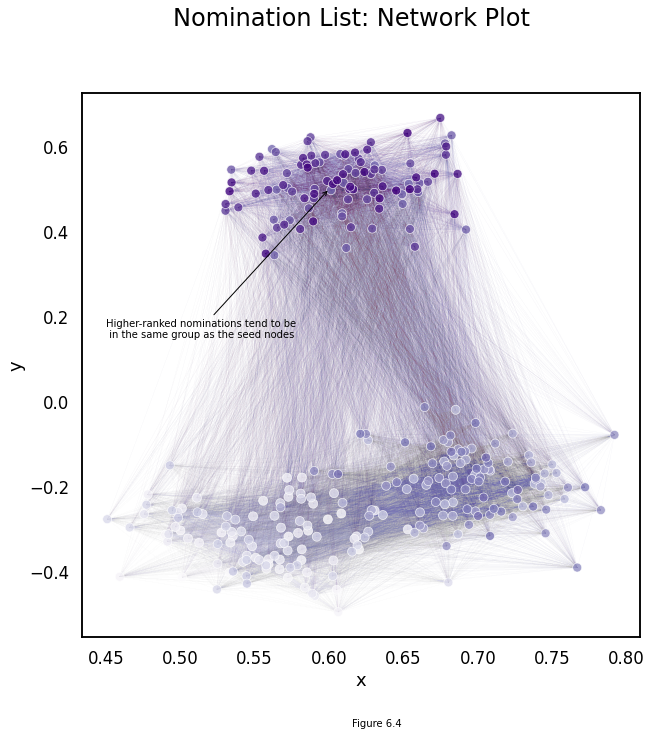 Nomination List: Network Plot
0.6
0.4
0.2
0.0
−0.2
−0.4
y
Higher-ranked nominations tend to be
in the same group as the seed nodes
0.45 0.50 0.55 0.60 0.65 0.70 0.75 0.80
x
Figure 6.4